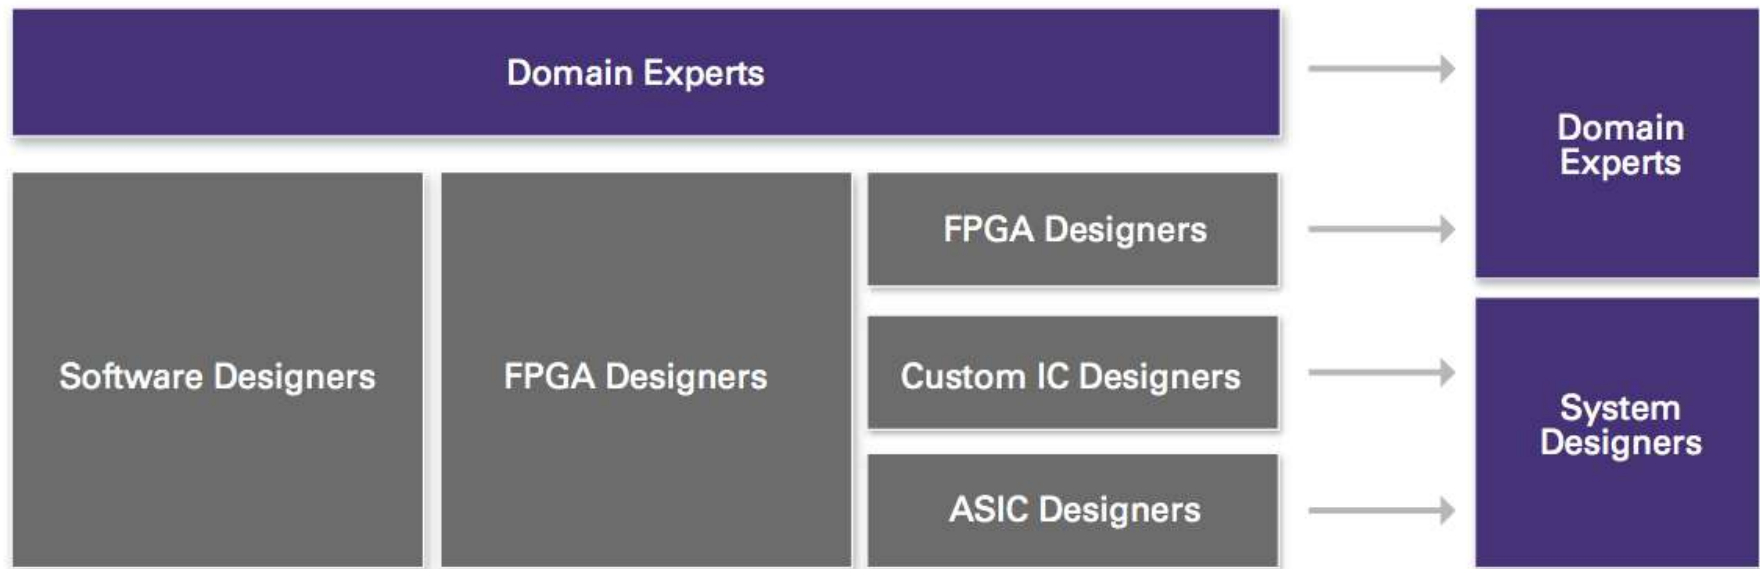 Domain Experts
Domain
Experts
FPGA Designers
Software Designers
FPGA Designers
Custom IC Designers
System
Designers
ASIC Designers